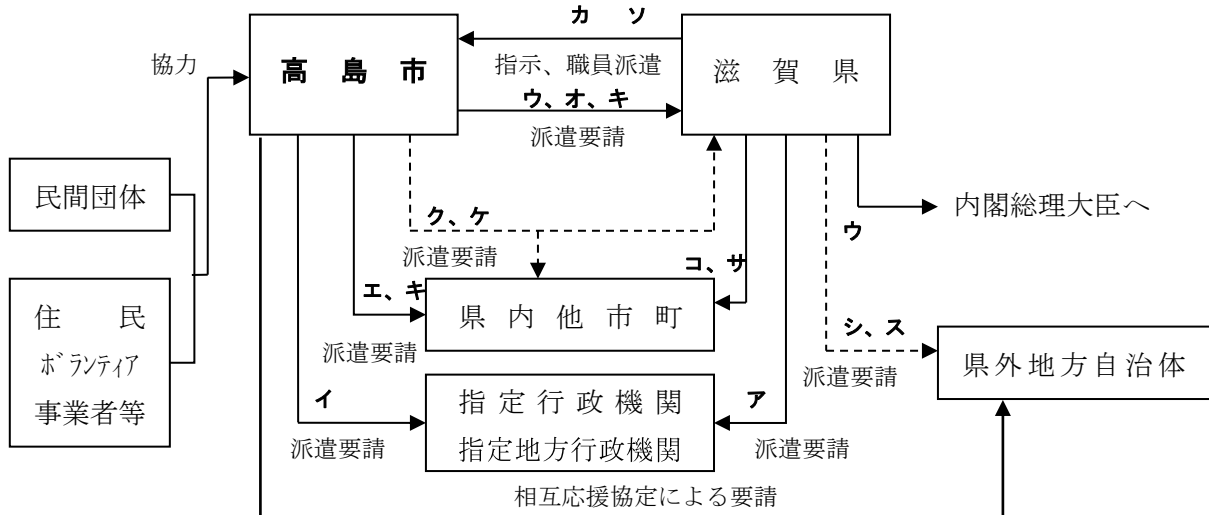 カ　ソ
協力
高島市
指示、職員派遣
滋賀県
ウ、オ、キ
派遣要請
民間団体
内閣総理大臣へ
ク、ケ
ウ
派遣要請
コ、サ
エ、キ
住民
ﾎﾞﾗﾝﾃｨｱ
事業者等
県内他市町
シ、ス
派遣要請
派遣要請
県外地方自治体
イ
指定行政機関
指定地方行政機関
ア
派遣要請
派遣要請
相互応援協定による要請